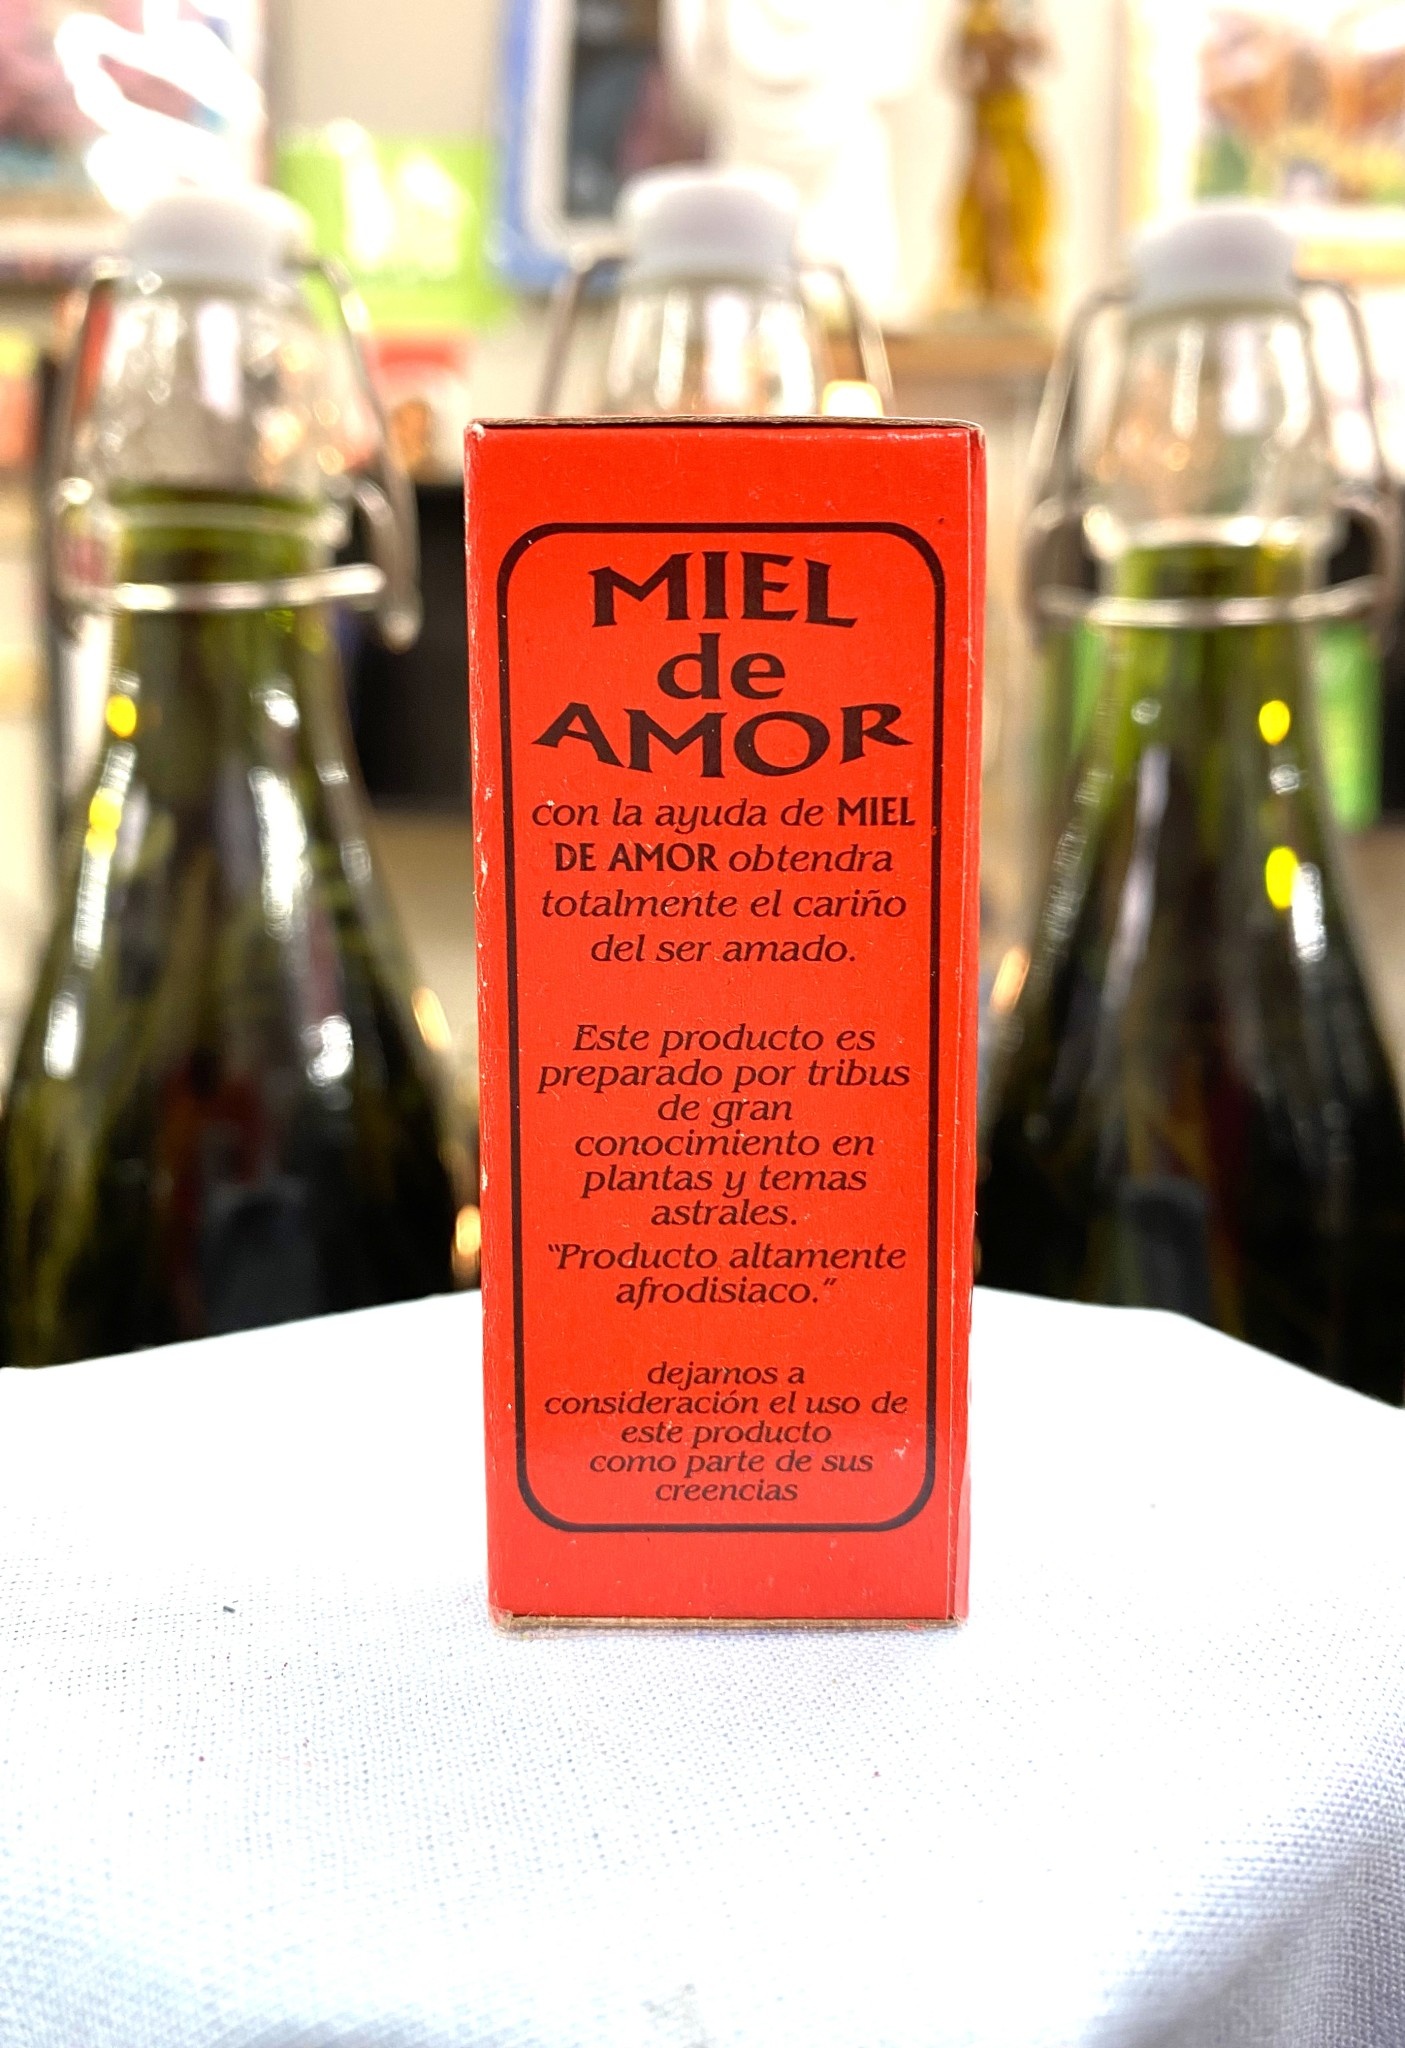 MIEL
de
AMOR
con la ayuda de MIEL
DE AMOR obtendra
totalmente el cariño
del ser amado.
Este producto es
preparado por tribus
de gran
conocimiento en
plantas y temas
astrales.
“Producto altamente
afrodisiaco.”
dejamos a
consideración el uso de
este producto
como parte de sus
creencias